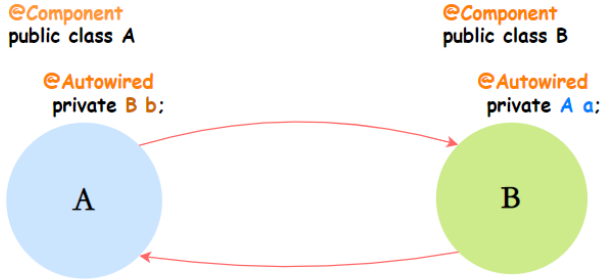 @Component
public class A
@Autowired
private B b;
A
@Component
public class B
@Autowired
private A a;
B